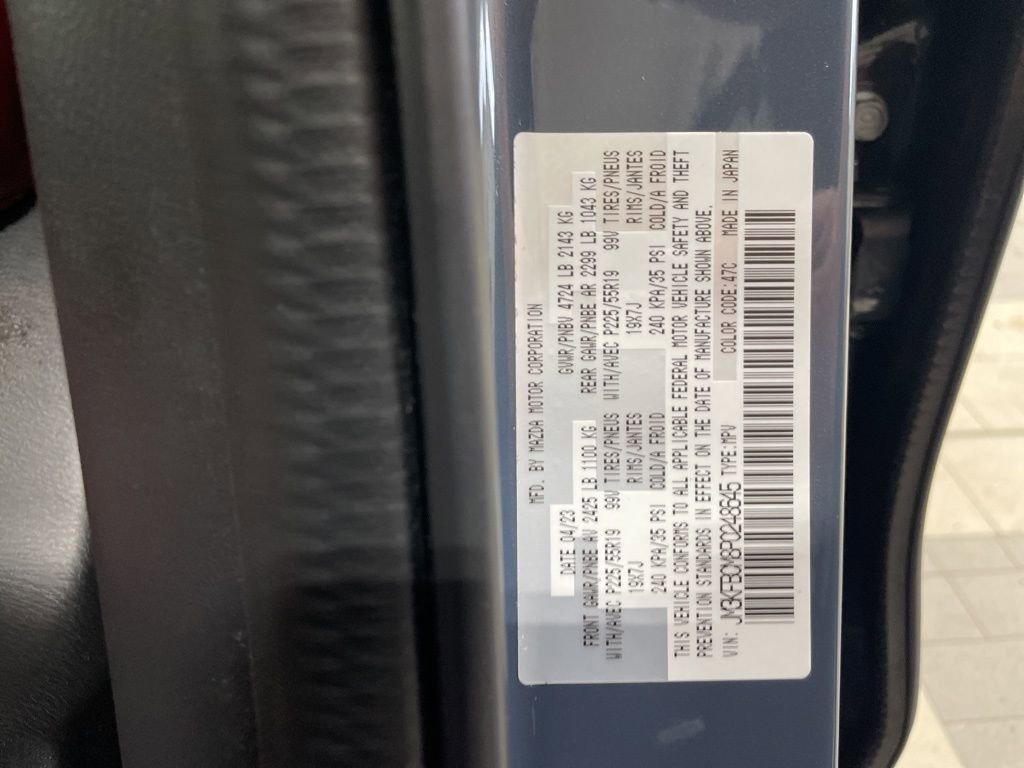 MFD. BY MAZDA MOTOR CORPORATION
DATE 04/23 GVWR/PNBV 4724 LB 2143 KG
FRONT GAWR/PNBE AV 2425 LB 1100 KG REAR GAWR/PNBE AR 2299 LB 1043 KG
WITH/AVEC P225/55R19 99V TIRES/PNEUS WITH/AVEC P225/55R19 99V TIRES/PNEUS
19X7J RIMS/JANTES 19X7J RIMS/JANTES
240 KPA/35 PSI COLD/A FROID 240 KPA/35 PSI COLD/A FROID
THIS VEHICLE CONFORMS TO ALL APPLICABLE FEDERAL MOTOR VEHICLE SAFETY AND THEFT
PREVENTION STANDARDS IN EFFECT ON THE DATE OF MANUFACTURE SHOWN ABOVE.
VIN: JM3KFBCM8P0248645 TYPE:MPV COLOR CODE:47C MADE IN JAPAN